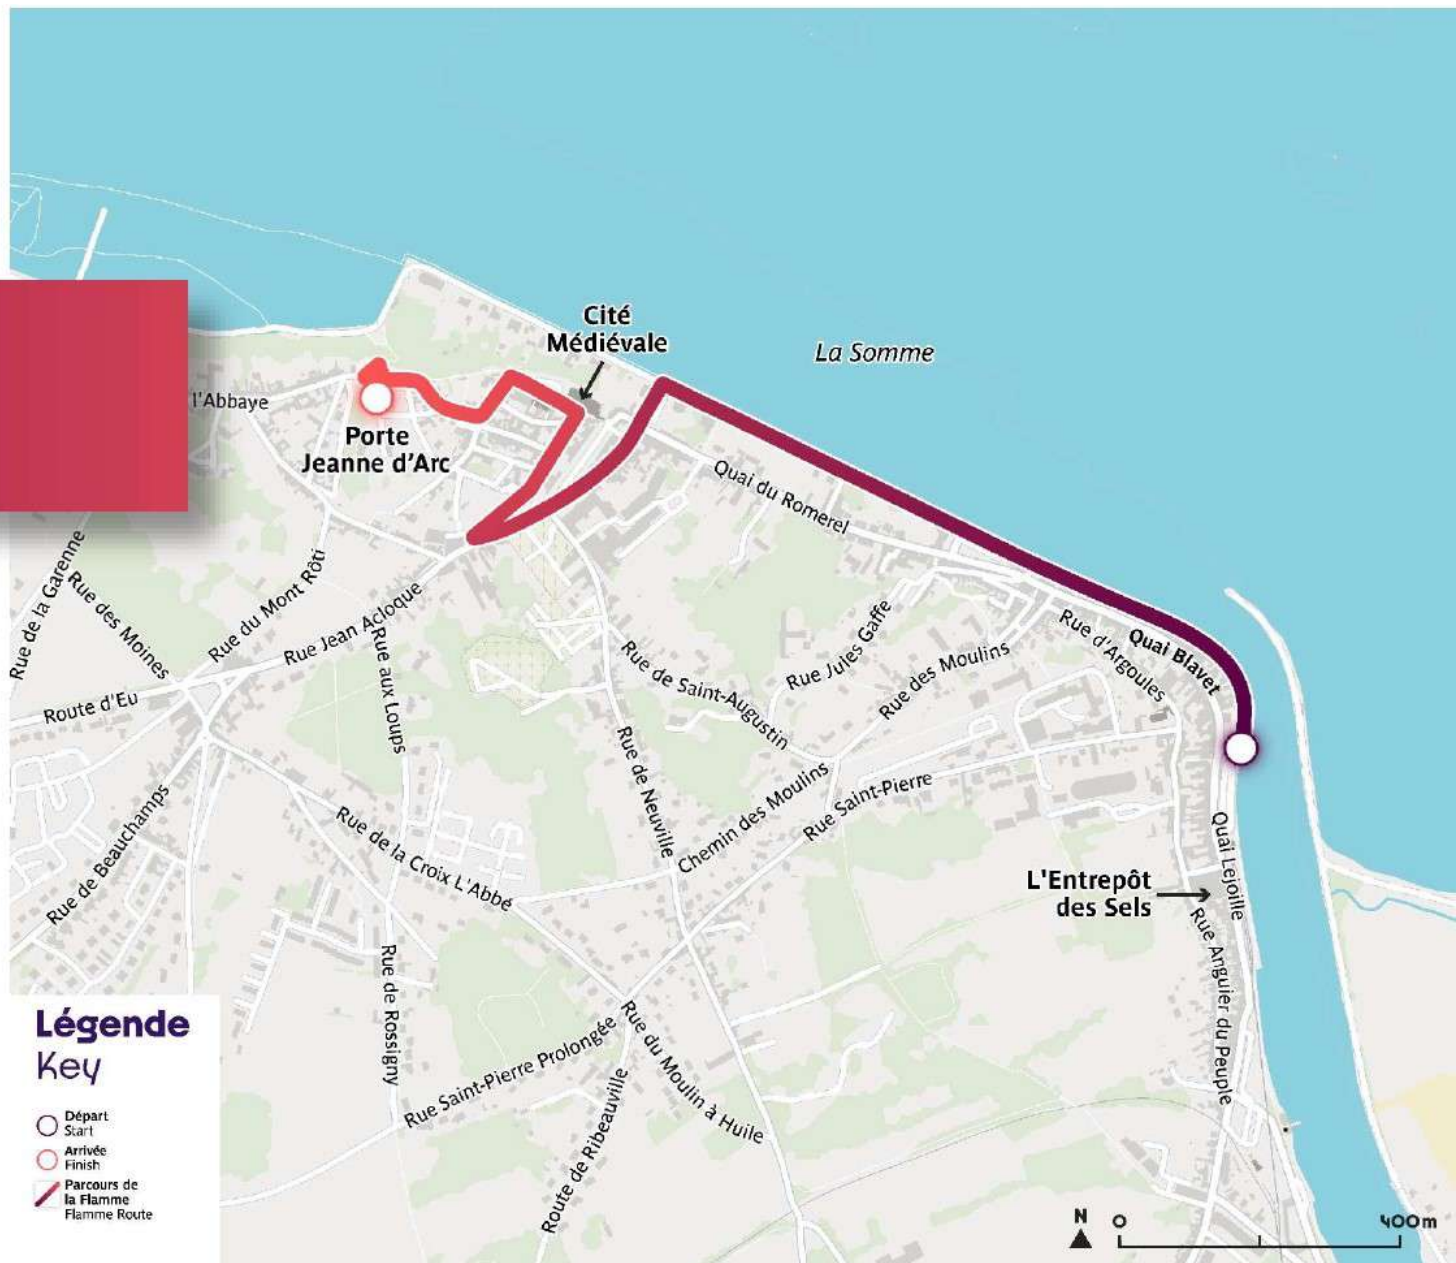 Cité
Médiévale
La Somme
l'Abbaye
Porte
Jeanne d'Arc
Quai du Romerel
Rue de la Garenne
Rue des Moines
Rue du Mont Rôti
Rue Jean Acloque
Rue aux Loups
Route d'Eu
Rue de Saint-Augustin
Rue Jules Gaffe
Rue des Moulins
Rue d'Argoules
Quai Blavet
Rue de Neuville
Chemin des Moulins
Rue Saint-Pierre
Rue de Beauchamps
Rue de la Croix L'Abbé
Quai Lejoille
L'Entrepôt
des Sels
Rue Anguier du Peuple
Rue de Rossigny
Rue Saint-Pierre Prolongée
Rue du Moulin à Huile
Route de Ribeauville
Légende
Key
Départ
Start
Arrivée
Finish
Parcours de
la Flamme
Flamme Route
N 0 400m